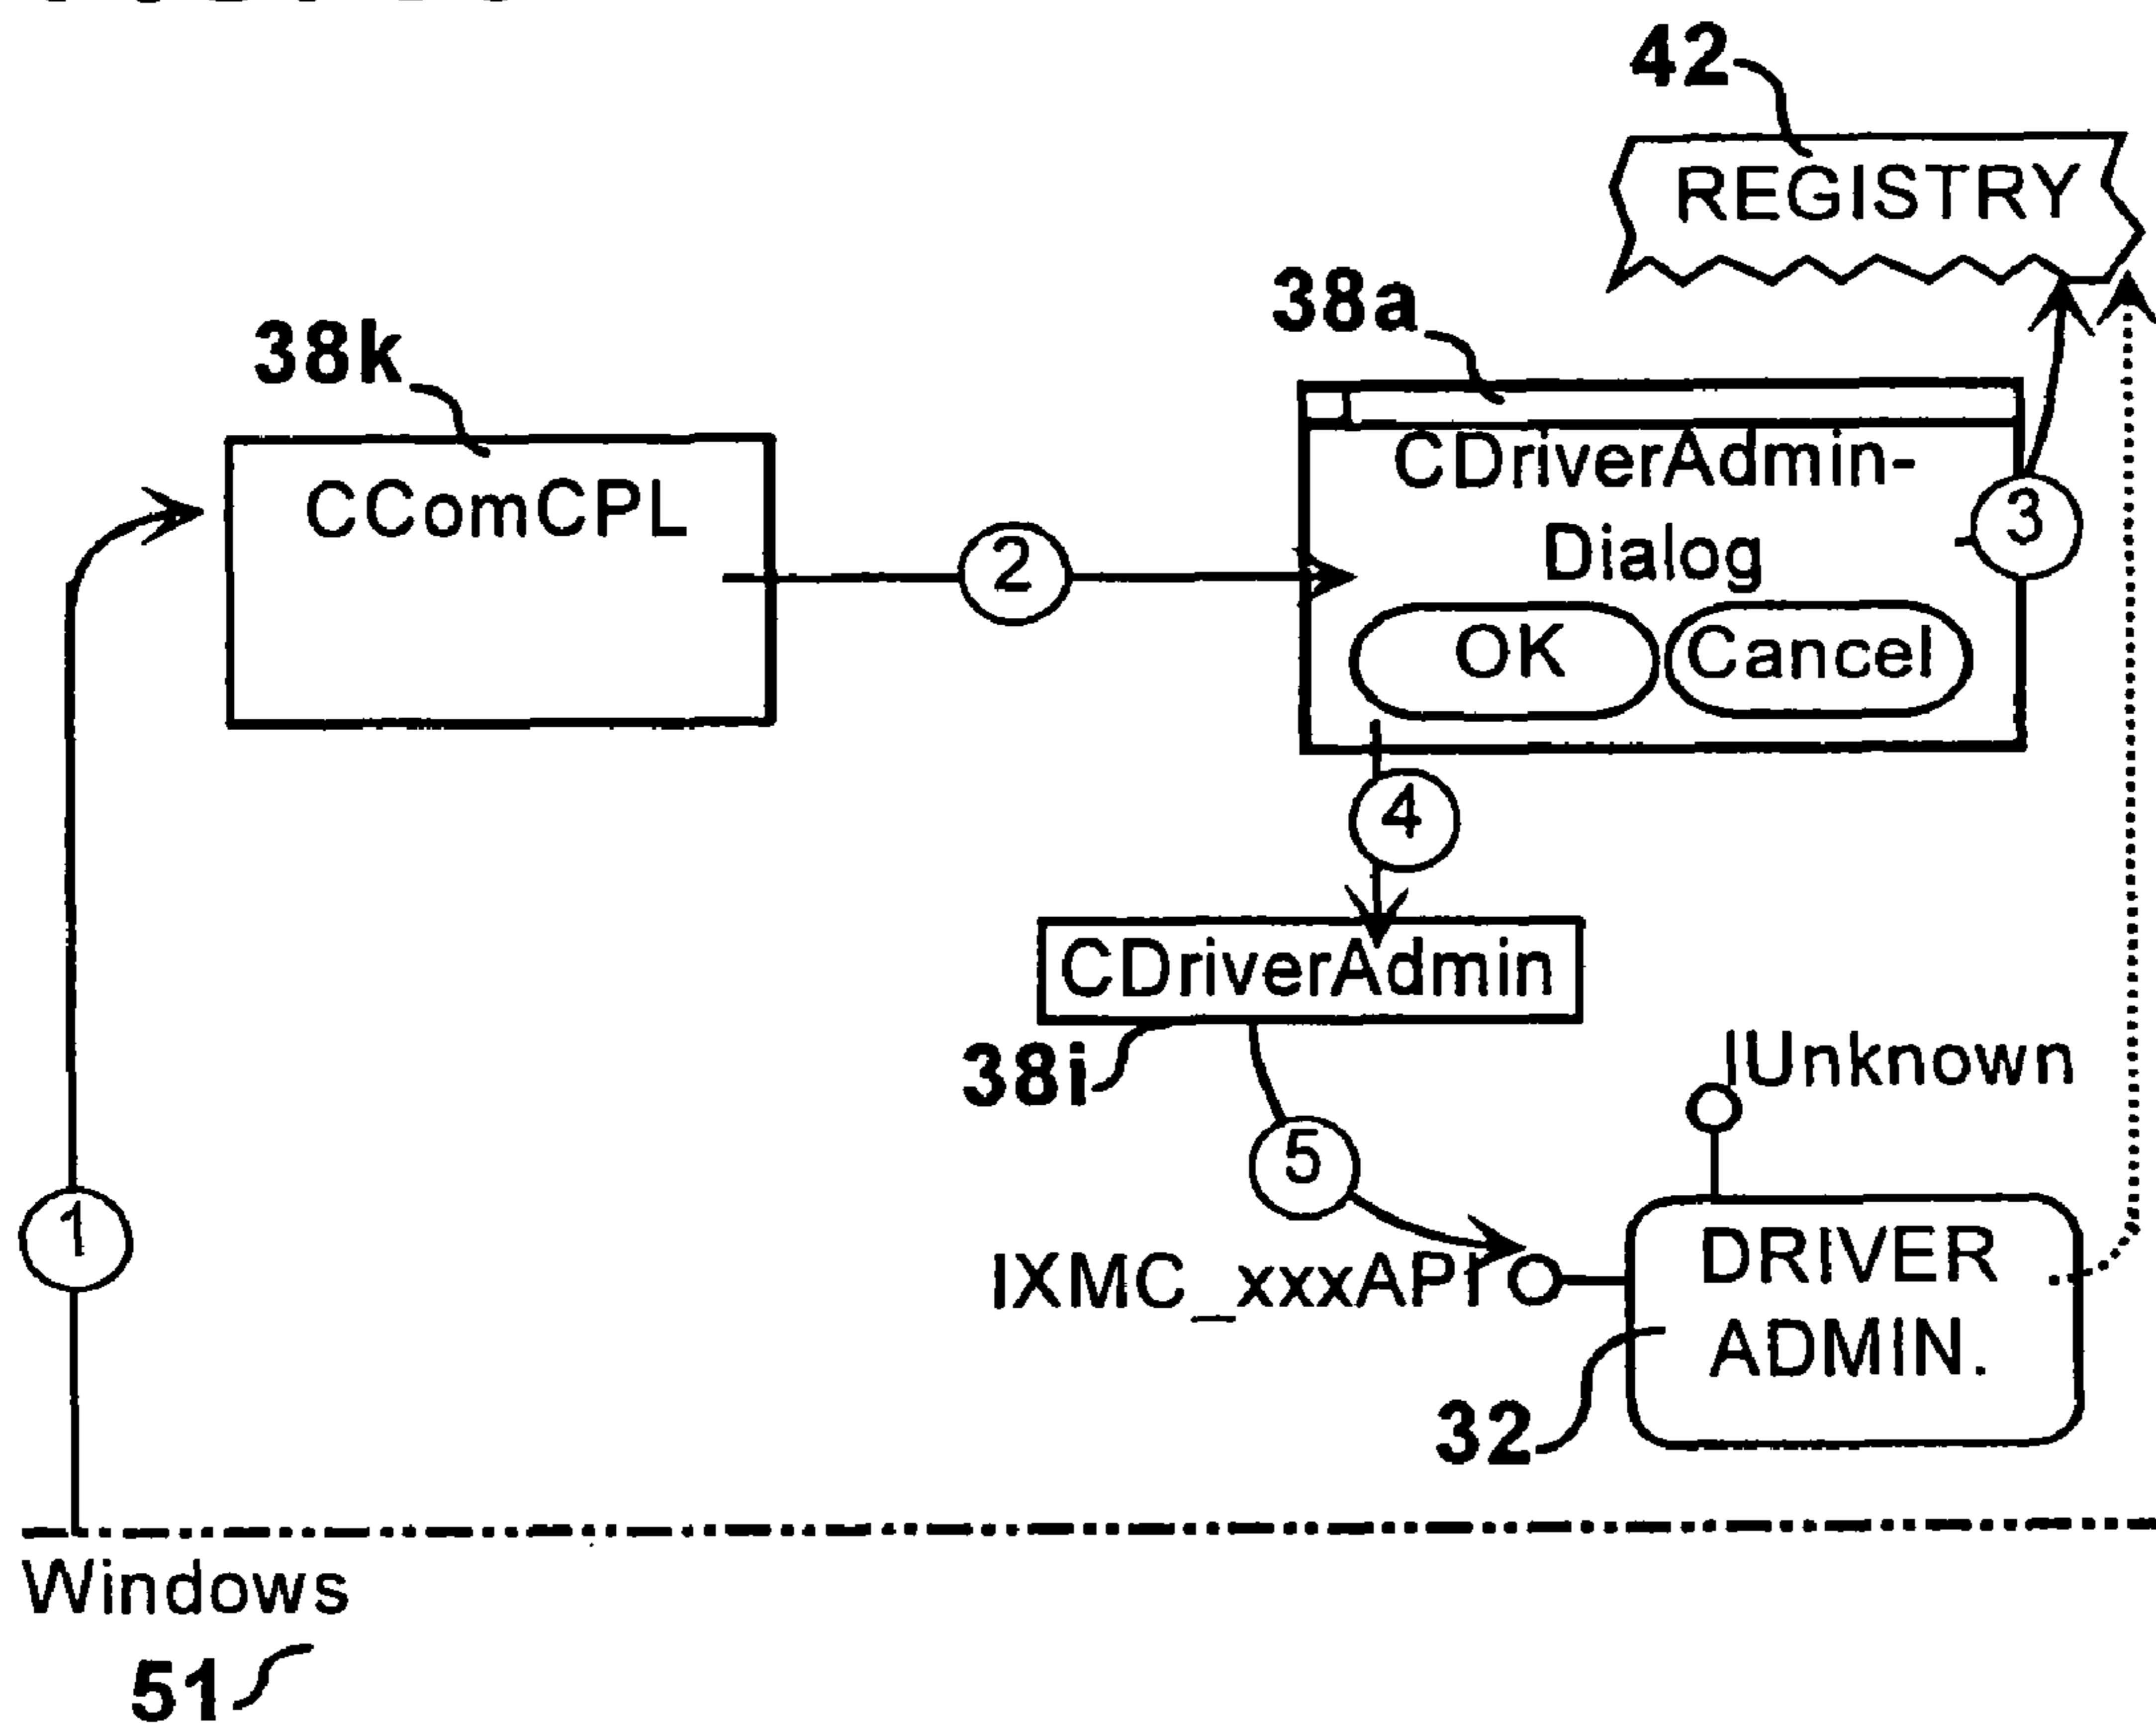 42
REGISTRY
38a
38k
CComCPL
CDriverAdmin-
Dialog
3
2
OK
Cancel
4
CDriverAdmin
38i
IUnknown
5
1
IXMC_xxxAPI
DRIVER
ADMIN.
32
Windows
51